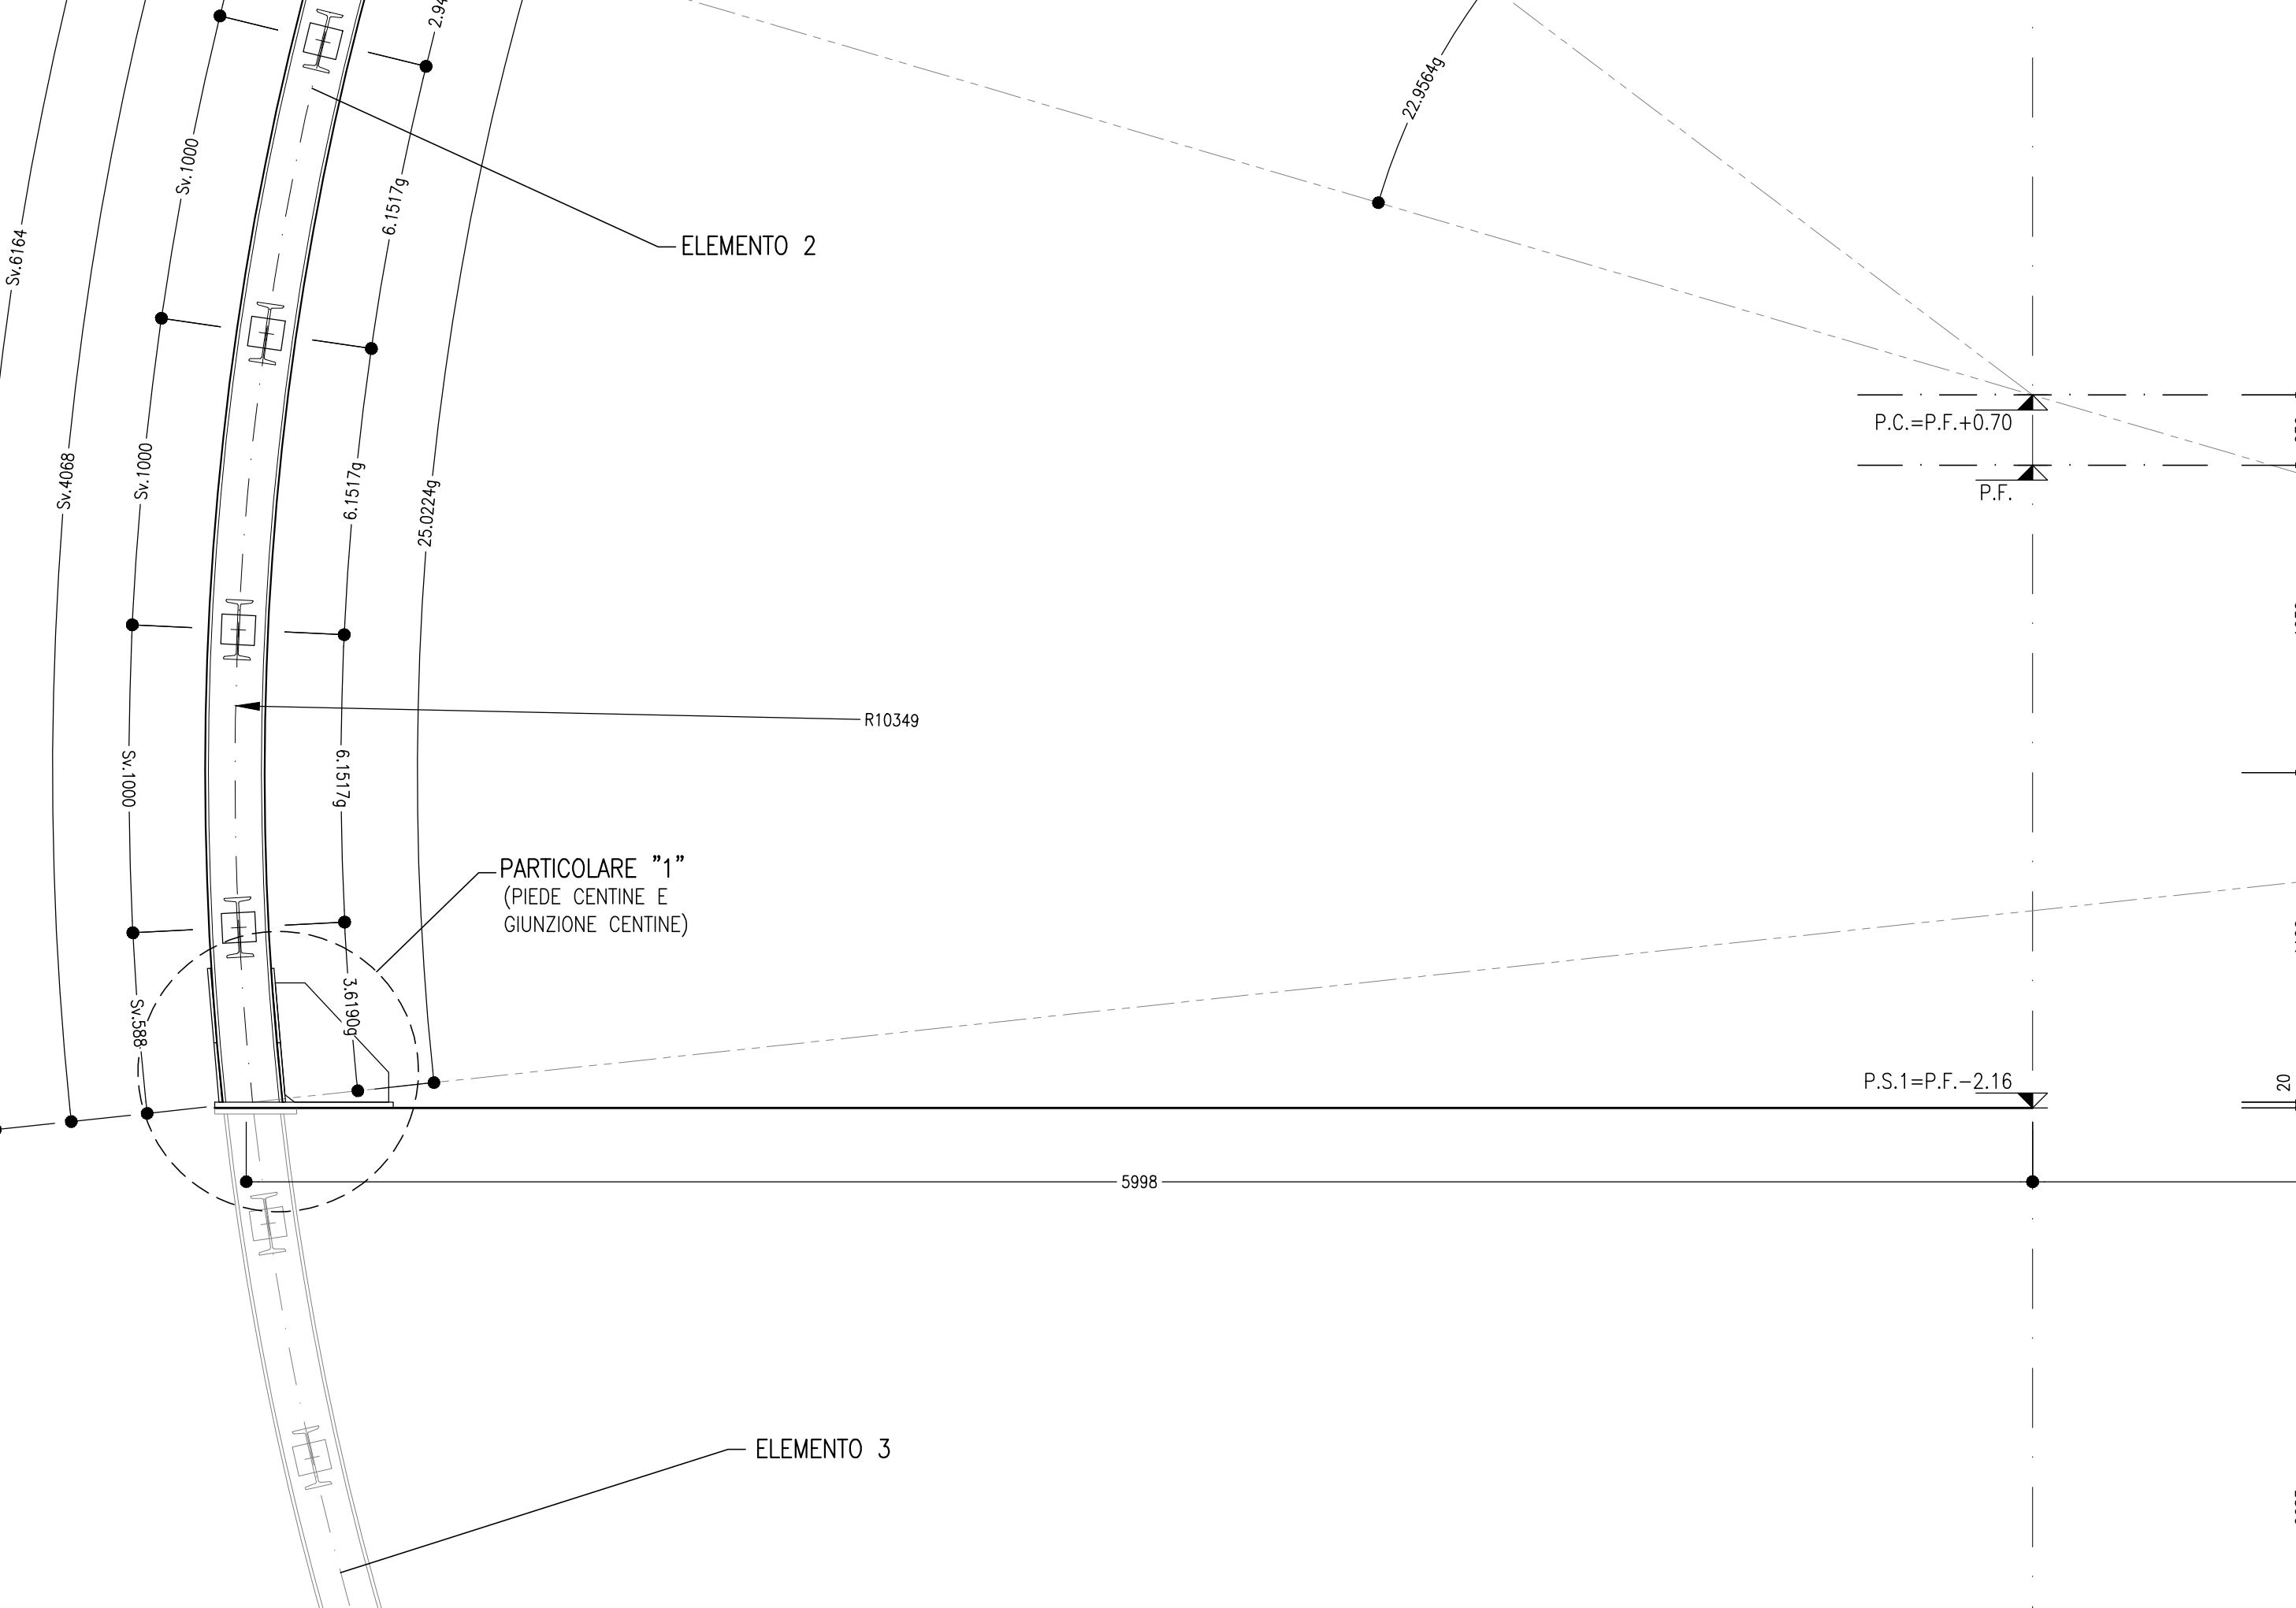 2.94
22.9564g
Sv.1000
6.1517g
Sv.6164
ELEMENTO 2
P.C.=P.F.+0.70
P.F.
Sv.4068
Sv.1000
6.1517g
25.0224g
R10349
Sv.1000
6.1517g
PARTICOLARE "1"
(PIEDE CENTINE E
GIUNZIONE CENTINE)
Sv.588
3.6190g
P.S.1=P.F.-2.16
20
5998
ELEMENTO 3